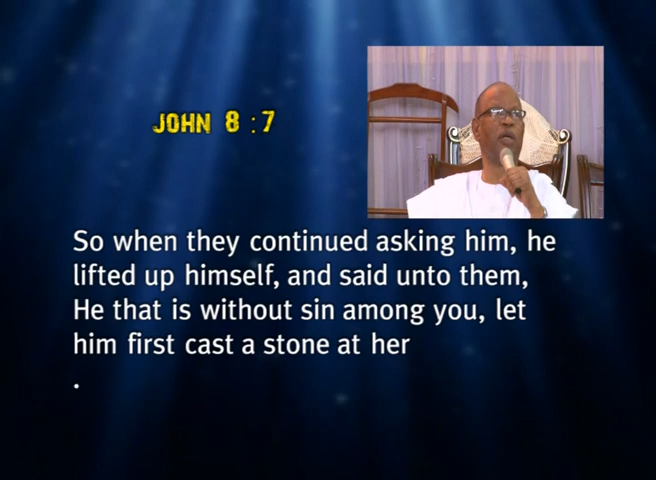 JOHN 8 :7
So when they continued asking him, he
lifted up himself, and said unto them,
He that is without sin among you, let
him first cast a stone at her
.